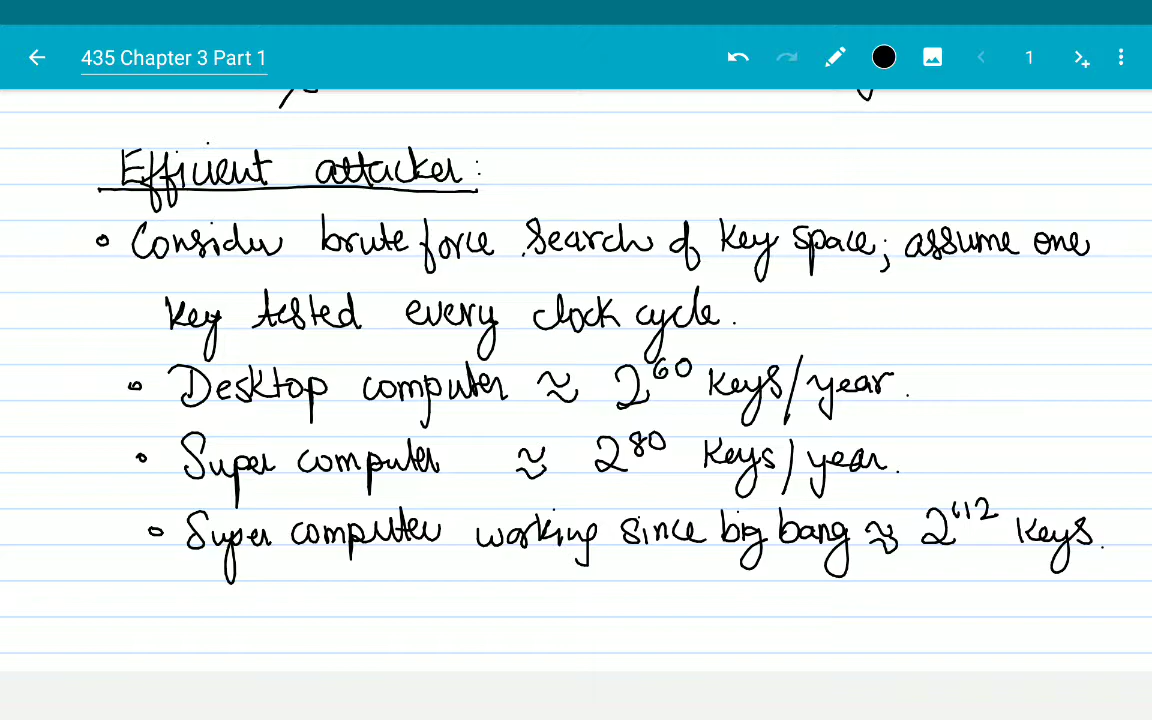 435 Chapter 3 Part 1
1
Efficient attacker:
• Consider brute force search of key space; assume one
key tested every clock cycle.
• Desktop computer ≈ 2^60 keys/year.
• Super computer ≈ 2^80 keys/year.
• Super computer working since big bang ≈ 2^112 keys.